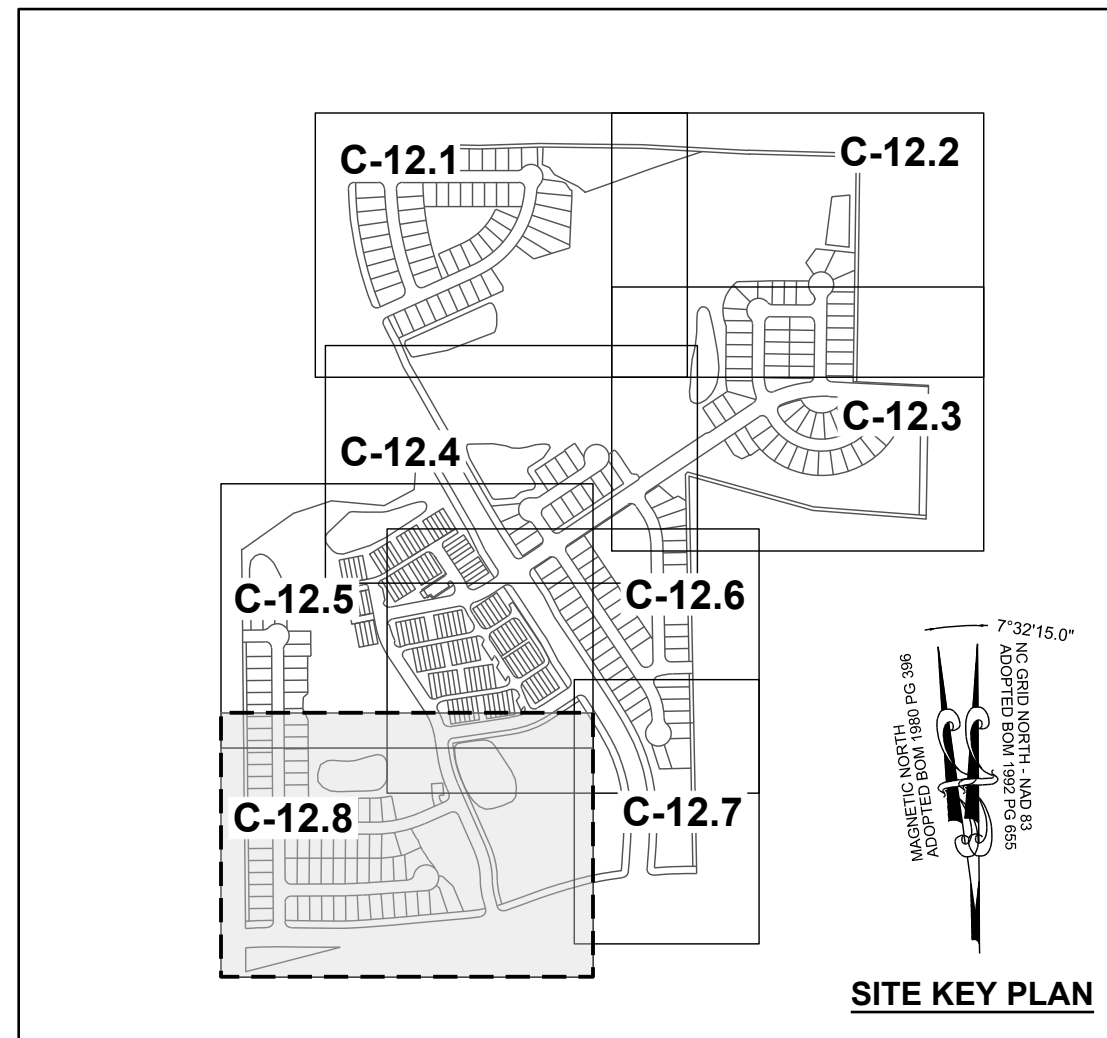 C-12.1
C-12.2
C-12.3
C-12.4
C-12.5
C-12.6
7°32'15.0"
NC GRID NORTH - NAD 83
ADOPTED BOM 1992 PG 655
MAGNETIC NORTH
ADOPTED BOM 1980 PG 396
C-12.7
C-12.8
SITE KEY PLAN